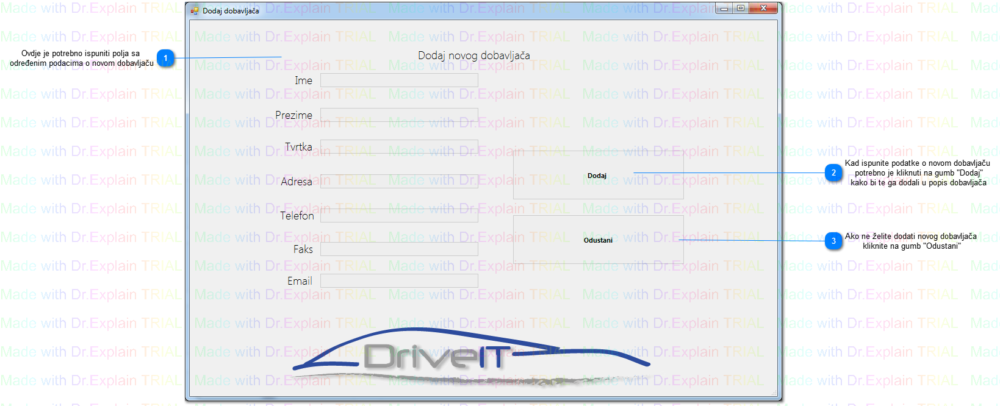 Dodaj dobavljača
Ovdje je potrebno ispuniti polja sa
određenim podacima o novom dobavljaču
1
Dodaj novog dobavljača
Ime
Prezime
Tvrtka
Adresa
Telefon
Faks
Email
Dodaj
2
Kad ispunite podatke o novom dobavljaču
potrebno je kliknuti na gumb "Dodaj"
kako bi te ga dodali u popis dobavljača
Odustani
3
Ako ne želite dodati novog dobavljača
kliknite na gumb "Odustani"
DriveIT
Made with Dr.Explain TRIAL